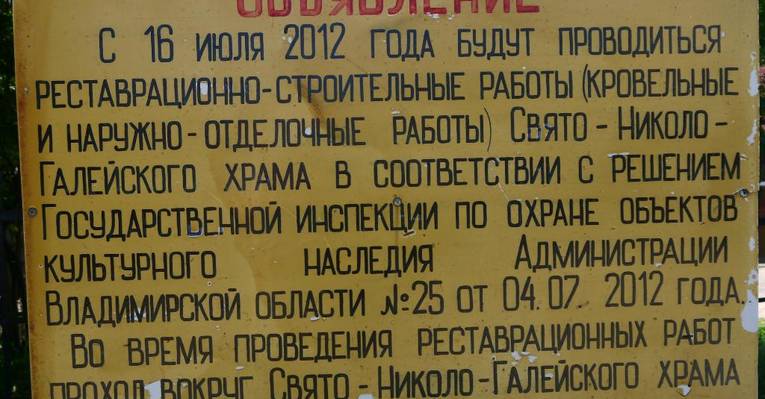 ОБЪЯВЛЕНИЕ
С 16 ИЮЛЯ 2012 ГОДА БУДУТ ПРОВОДИТЬСЯ
РЕСТАВРАЦИОННО-СТРОИТЕЛЬНЫЕ РАБОТЫ (КРОВЕЛЬНЫЕ
И НАРУЖНО - ОТДЕЛОЧНЫЕ РАБОТЫ) СВЯТО - НИКОЛО -
ГАЛЕЙСКОГО ХРАМА В СООТВЕТСТВИИ С РЕШЕНИЕМ
ГОСУДАРСТВЕННОЙ ИНСПЕКЦИИ ПО ОХРАНЕ ОБЪЕКТОВ
КУЛЬТУРНОГО НАСЛЕДИЯ АДМИНИСТРАЦИИ
ВЛАДИМИРСКОЙ ОБЛАСТИ №25 ОТ 04.07. 2012 ГОДА.
ВО ВРЕМЯ ПРОВЕДЕНИЯ РЕСТАВРАЦИОННЫХ РАБОТ
ПРОХОД ВОКРУГ СВЯТО - НИКОЛО-ГАЛЕЙСКОГО ХРАМА